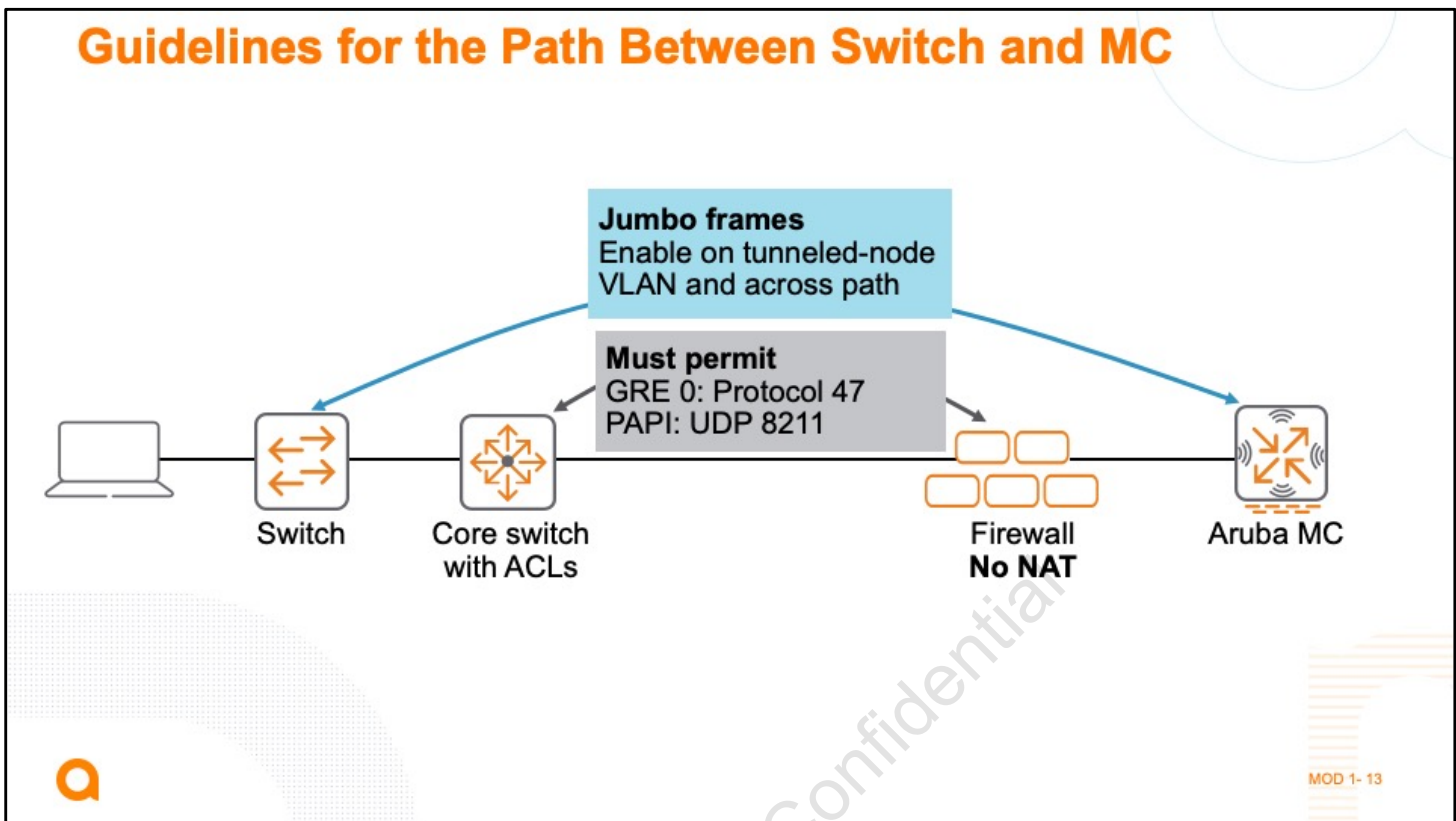 Guidelines for the Path Between Switch and MC
Jumbo frames
Enable on tunneled-node
VLAN and across path
Must permit
GRE 0: Protocol 47
PAPI: UDP 8211
Switch
Core switch
with ACLs
Firewall
No NAT
Aruba MC
Confidential
MOD 1- 13